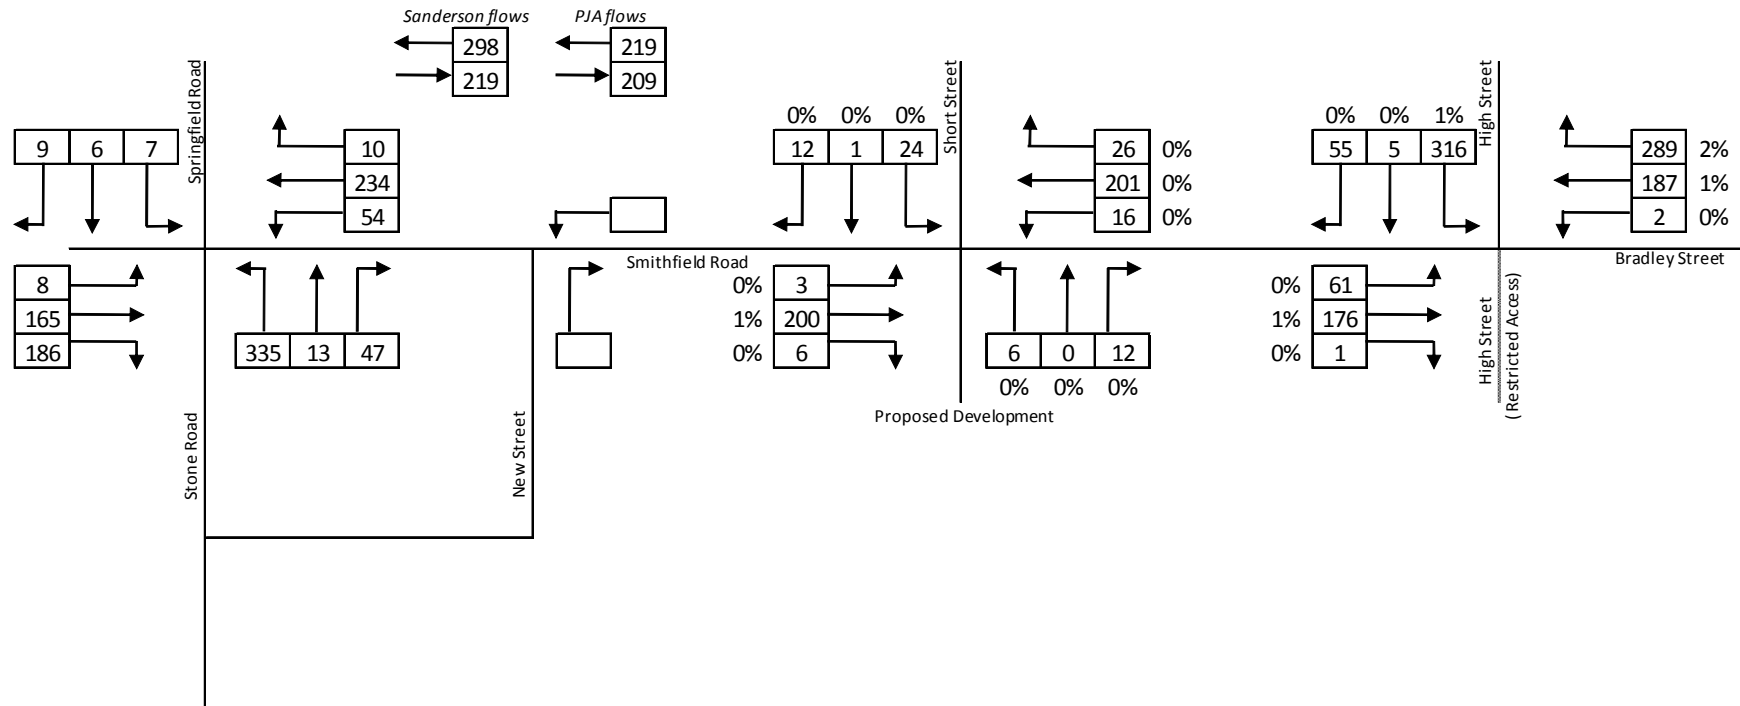 Sanderson flows PJA flows
298 219
219 209
Springfield Road
Short Street
High Street
0% 0% 0%
0% 0% 1%
9 6 7
10
12 1 24
26 0%
55 5 316
289 2%
234
201 0%
187 1%
54
16 0%
2 0%
Smithfield Road
Bradley Street
8
0% 3
0% 61
165
1% 200
1% 176
186
335 13 47
0% 6
6 0 12
0% 1
0% 0% 0%
High Street
(Restricted Access)
Proposed Development
Stone Road
New Street